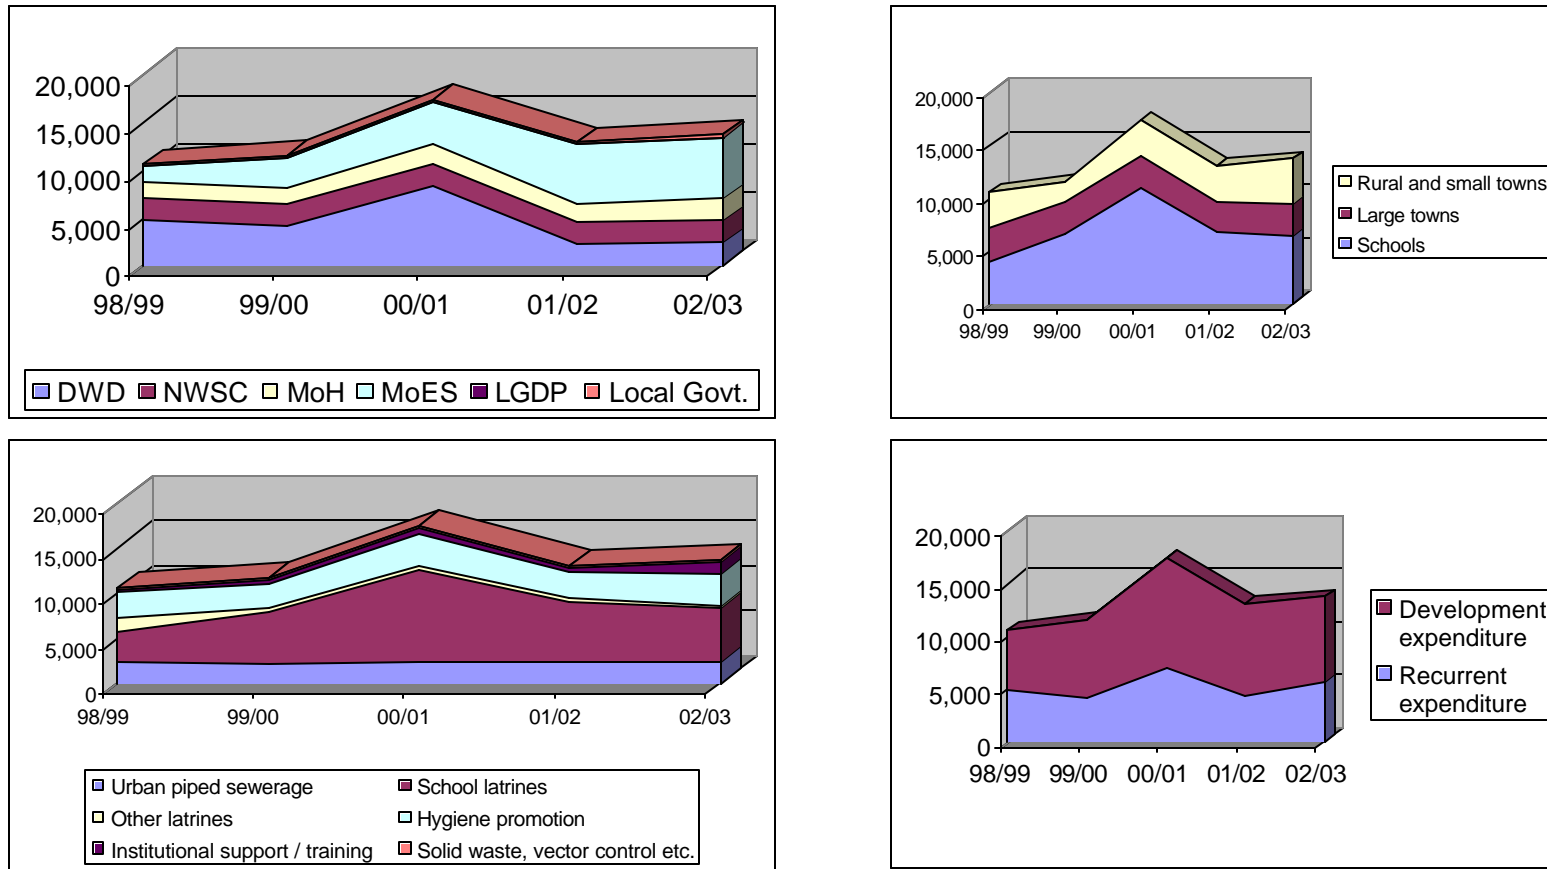 20,000
15,000
10,000
5,000
0
98/99 99/00 00/01 01/02 02/03
DWD NWSC MoH MoES LGDP Local Govt.
20,000
15,000
10,000
5,000
0
98/99 99/00 00/01 01/02 02/03
Rural and small towns
Large towns
Schools
20,000
15,000
10,000
5,000
0
98/99 99/00 00/01 01/02 02/03
Urban piped sewerage School latrines
Other latrines Hygiene promotion
Institutional support / training Solid waste, vector control etc.
20,000
15,000
10,000
5,000
0
98/99 99/00 00/01 01/02 02/03
Development
expenditure
Recurrent
expenditure